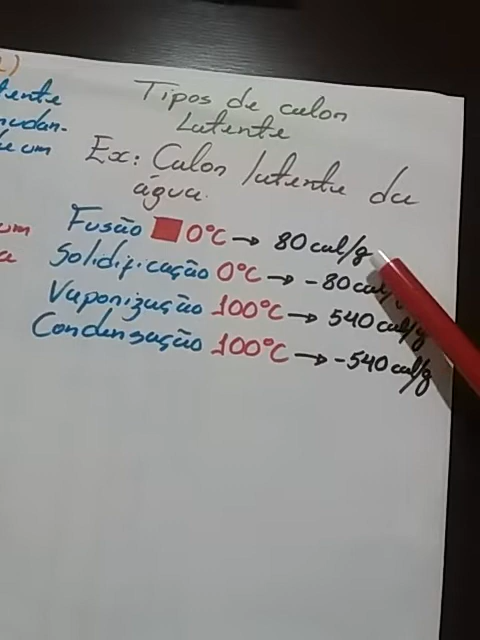 Tipos de calor
Latente
Ex: Calor latente da
água.
Fusão 0°C → 80 cal/g
Solidificação 0°C → -80 cal/g
Vaporização 100°C → 540 cal/g
Condensação 100°C → -540 cal/g